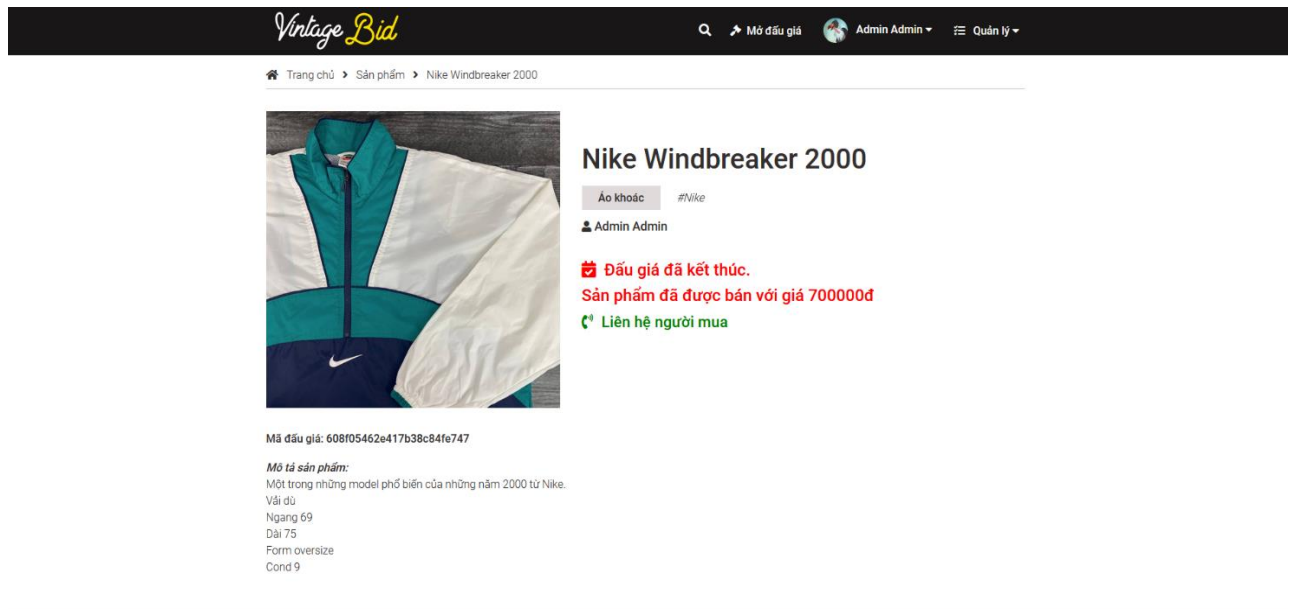 Vintage Bid
Mở đấu giá
Admin Admin
Quản lý
Trang chủ > Sản phẩm > Nike Windbreaker 2000
Nike Windbreaker 2000
Áo khoác #Nike
Admin Admin
Đấu giá đã kết thúc.
Sản phẩm đã được bán với giá 700000đ
Liên hệ người mua
Mã đấu giá: 608f05462e417b38c84fe747
Mô tả sản phẩm:
Một trong những model phổ biến của những năm 2000 từ Nike.
Vải dù
Ngang 69
Dài 75
Form oversize
Cond 9